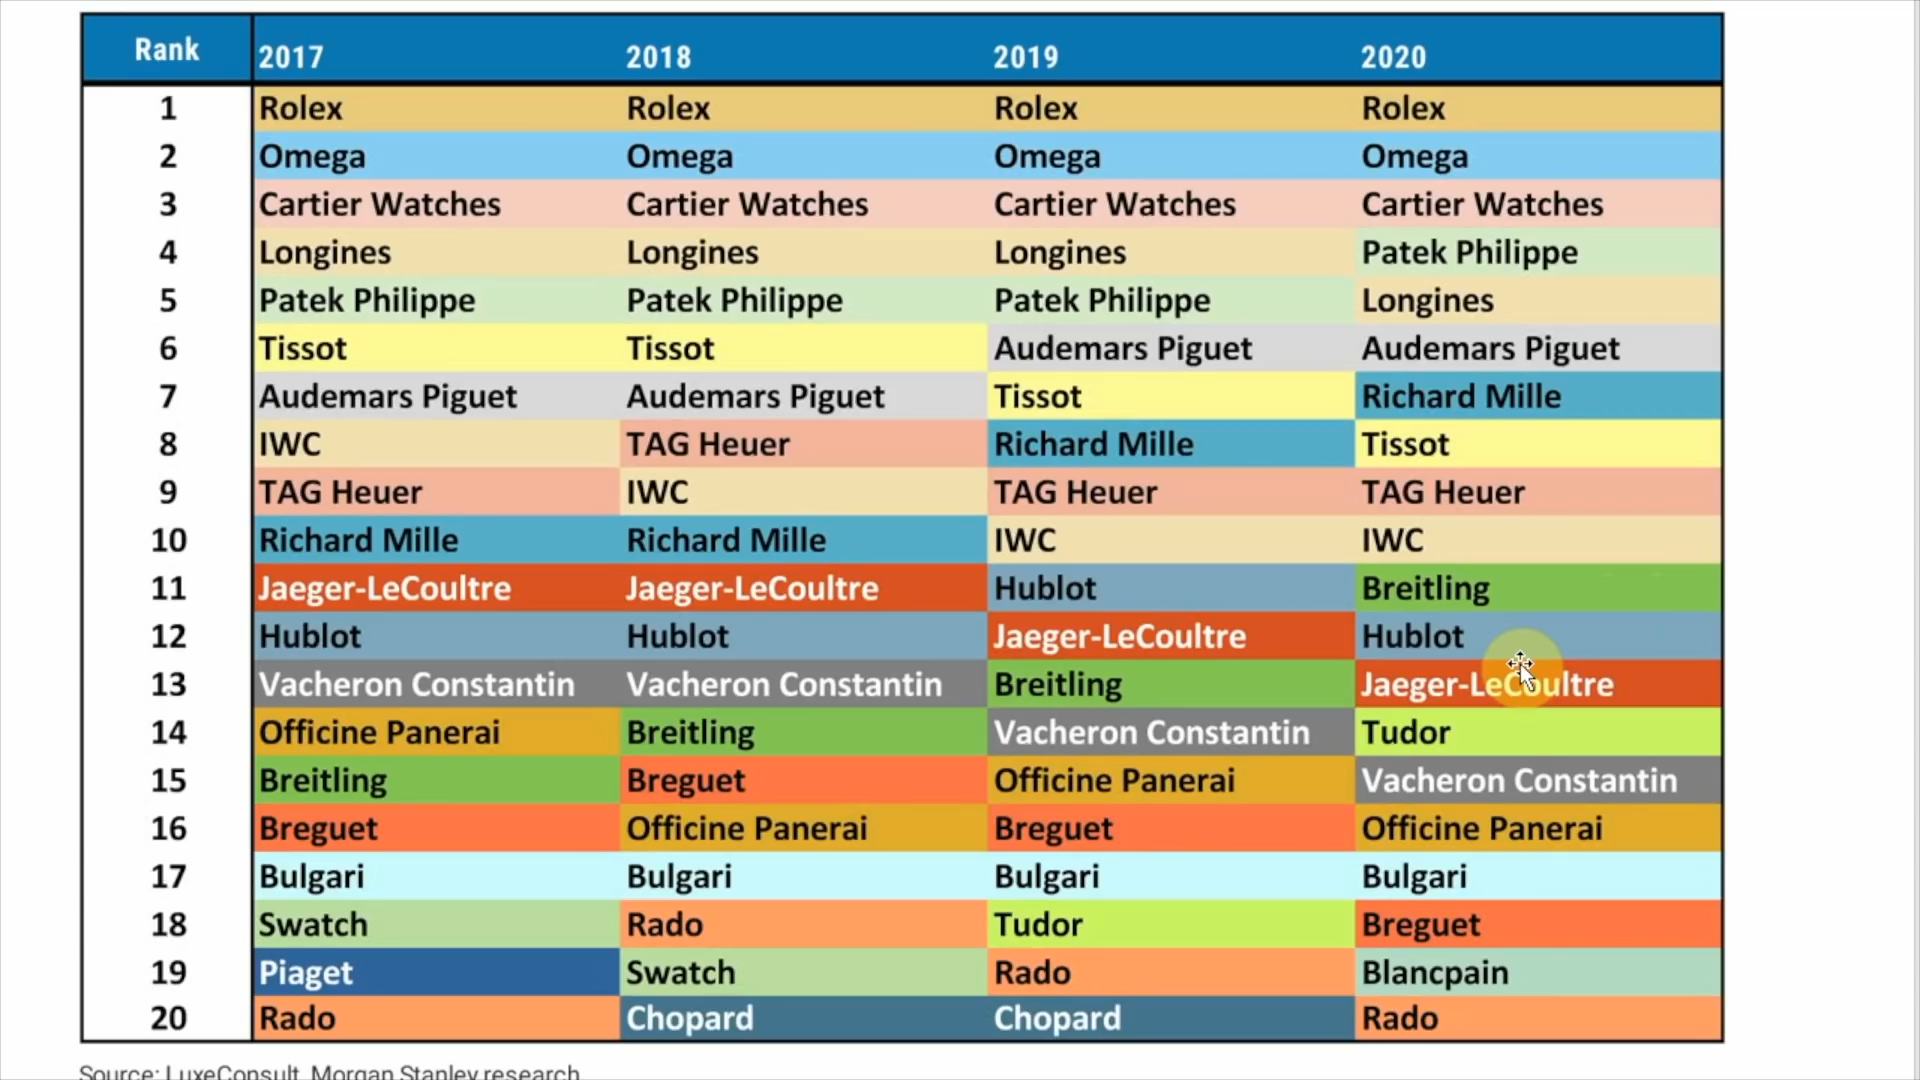 Rank 2017 2018 2019 2020
1 Rolex Rolex Rolex Rolex
2 Omega Omega Omega Omega
3 Cartier Watches Cartier Watches Cartier Watches Cartier Watches
4 Longines Longines Longines Patek Philippe
5 Patek Philippe Patek Philippe Patek Philippe Longines
6 Tissot Tissot Audemars Piguet Audemars Piguet
7 Audemars Piguet Audemars Piguet Tissot Richard Mille
8 IWC TAG Heuer Richard Mille Tissot
9 TAG Heuer IWC TAG Heuer TAG Heuer
10 Richard Mille Richard Mille IWC IWC
11 Jaeger-LeCoultre Jaeger-LeCoultre Hublot Breitling
12 Hublot Hublot Jaeger-LeCoultre Hublot
13 Vacheron Constantin Vacheron Constantin Breitling Jaeger-LeCoultre
14 Officine Panerai Breitling Vacheron Constantin Tudor
15 Breitling Breguet Officine Panerai Vacheron Constantin
16 Breguet Officine Panerai Breguet Officine Panerai
17 Bulgari Bulgari Bulgari Bulgari
18 Swatch Rado Tudor Breguet
19 Piaget Swatch Rado Blancpain
20 Rado Chopard Chopard Rado
Source: LuxeConsult, Morgan Stanley research